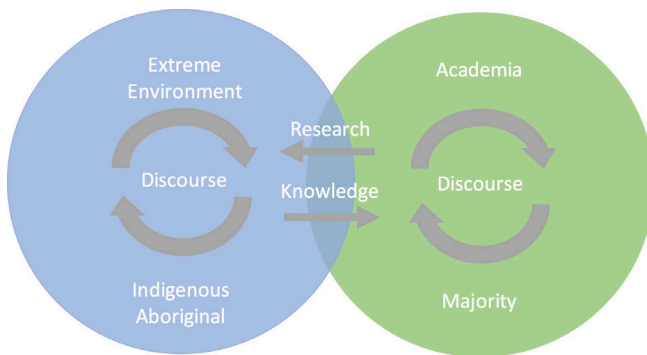 Extreme
Environment
Discourse
Indigenous
Aboriginal
Research
Knowledge
Academia
Discourse
Majority